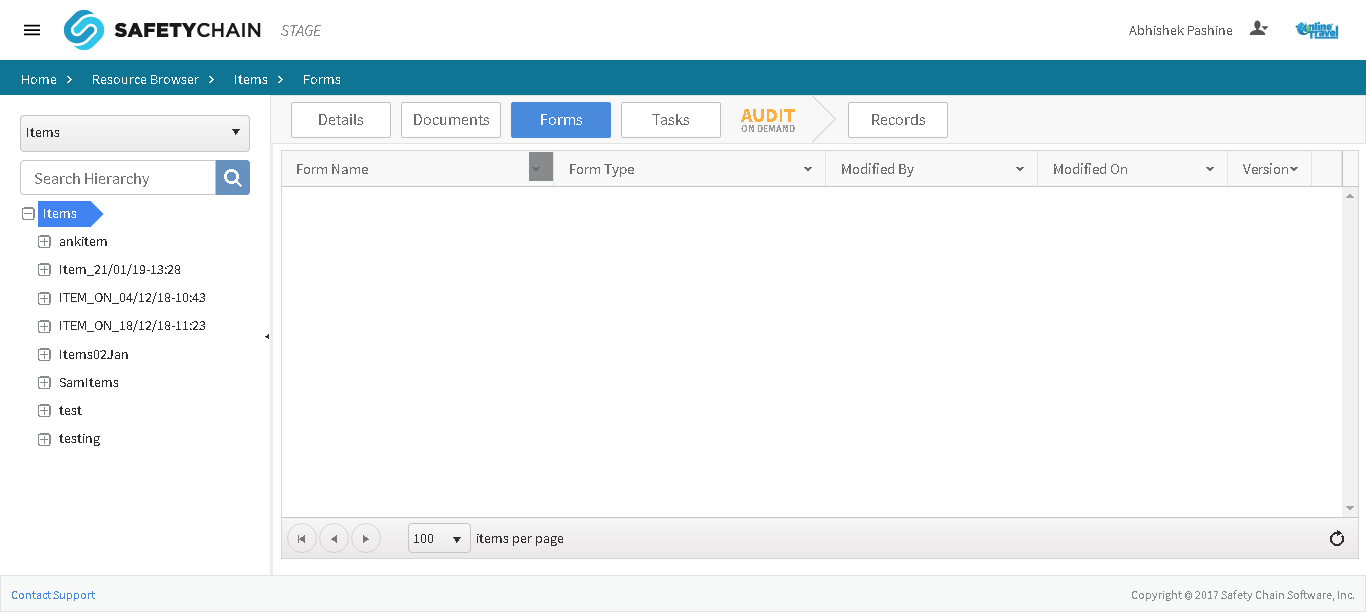 SAFETYCHAIN STAGE
Abhishek Pashine
Online Travel
Home > Resource Browser > Items > Forms
Items
Search Hierarchy
Items
ankitem
Item_21/01/19-13:28
ITEM_ON_04/12/18-10:43
ITEM_ON_18/12/18-11:23
Items02Jan
SamItems
test
testing
Details Documents Forms Tasks AUDIT ON DEMAND Records
Form Name Form Type Modified By Modified On Version
100 items per page
Contact Support
Copyright © 2017 Safety Chain Software, Inc.